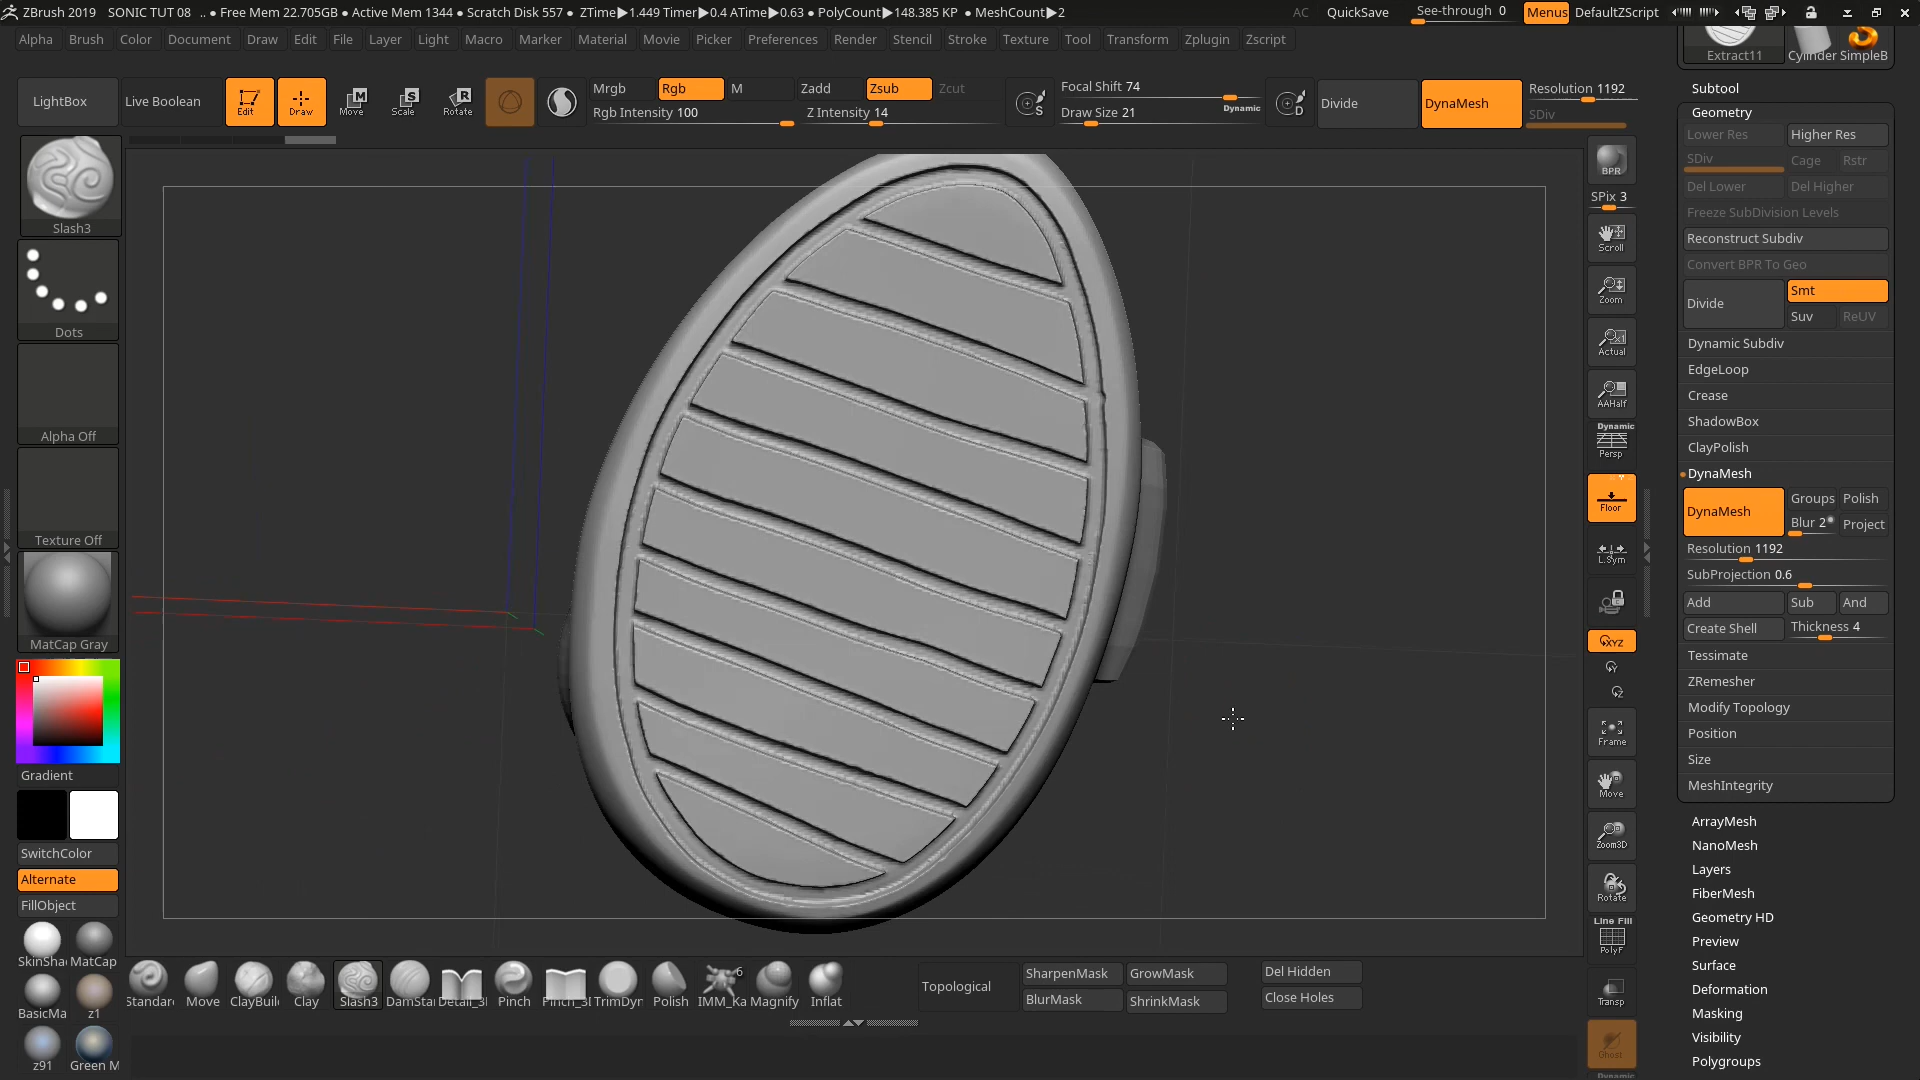 ZBrush 2019 SONIC TUT 08 .. ● Free Mem 22.705GB ● Active Mem 1344 ● Scratch Disk 557 ● ZTime▶1.449 Timer▶0.4 ATime▶0.63 ● PolyCount▶148.385 KP ● MeshCount▶2 AC QuickSave See-through 0 Menus DefaultZScript
Alpha Brush Color Document Draw Edit File Layer Light Macro Marker Material Movie Picker Preferences Render Stencil Stroke Texture Tool Transform Zplugin Zscript
Extract11 Cylinder SimpleB
LightBox Live Boolean Edit Draw Move Scale Rotate
Mrgb Rgb M Zadd Zsub Zcut
Rgb Intensity 100 Z Intensity 14
S Focal Shift 74
Draw Size 21 Dynamic
D Divide DynaMesh Resolution 1192
SDiv
Slash3
Dots
Alpha Off
Texture Off
MatCap Gray
Gradient
SwitchColor
Alternate
FillObject
SkinSha MatCap
BasicMa z1
z91 Green M
Standar Move ClayBuil Clay Slash3 DamSta Detail_3 Pinch Pinch_3 TrimDyn Polish IMM_Ka 6 Magnify Inflat
Topological SharpenMask GrowMask Del Hidden
BlurMask ShrinkMask Close Holes
BPR
SPix 3
Scroll
Zoom
Actual
AAHalf
Dynamic
Persp
Floor
L.Sym
XYZ
Y
Z
Frame
Move
Zoom3D
Rotate
Line Fill
PolyF
Transp
Ghost
Dynamic
Subtool
Geometry
Lower Res Higher Res
SDiv Cage Rstr
Del Lower Del Higher
Freeze SubDivision Levels
Reconstruct Subdiv
Convert BPR To Geo
Divide Smt
Suv ReUV
Dynamic Subdiv
EdgeLoop
Crease
ShadowBox
ClayPolish
DynaMesh
DynaMesh Groups Polish
Blur 2 Project
Resolution 1192
SubProjection 0.6
Add Sub And
Create Shell Thickness 4
Tessimate
ZRemesher
Modify Topology
Position
Size
MeshIntegrity
ArrayMesh
NanoMesh
Layers
FiberMesh
Geometry HD
Preview
Surface
Deformation
Masking
Visibility
Polygroups